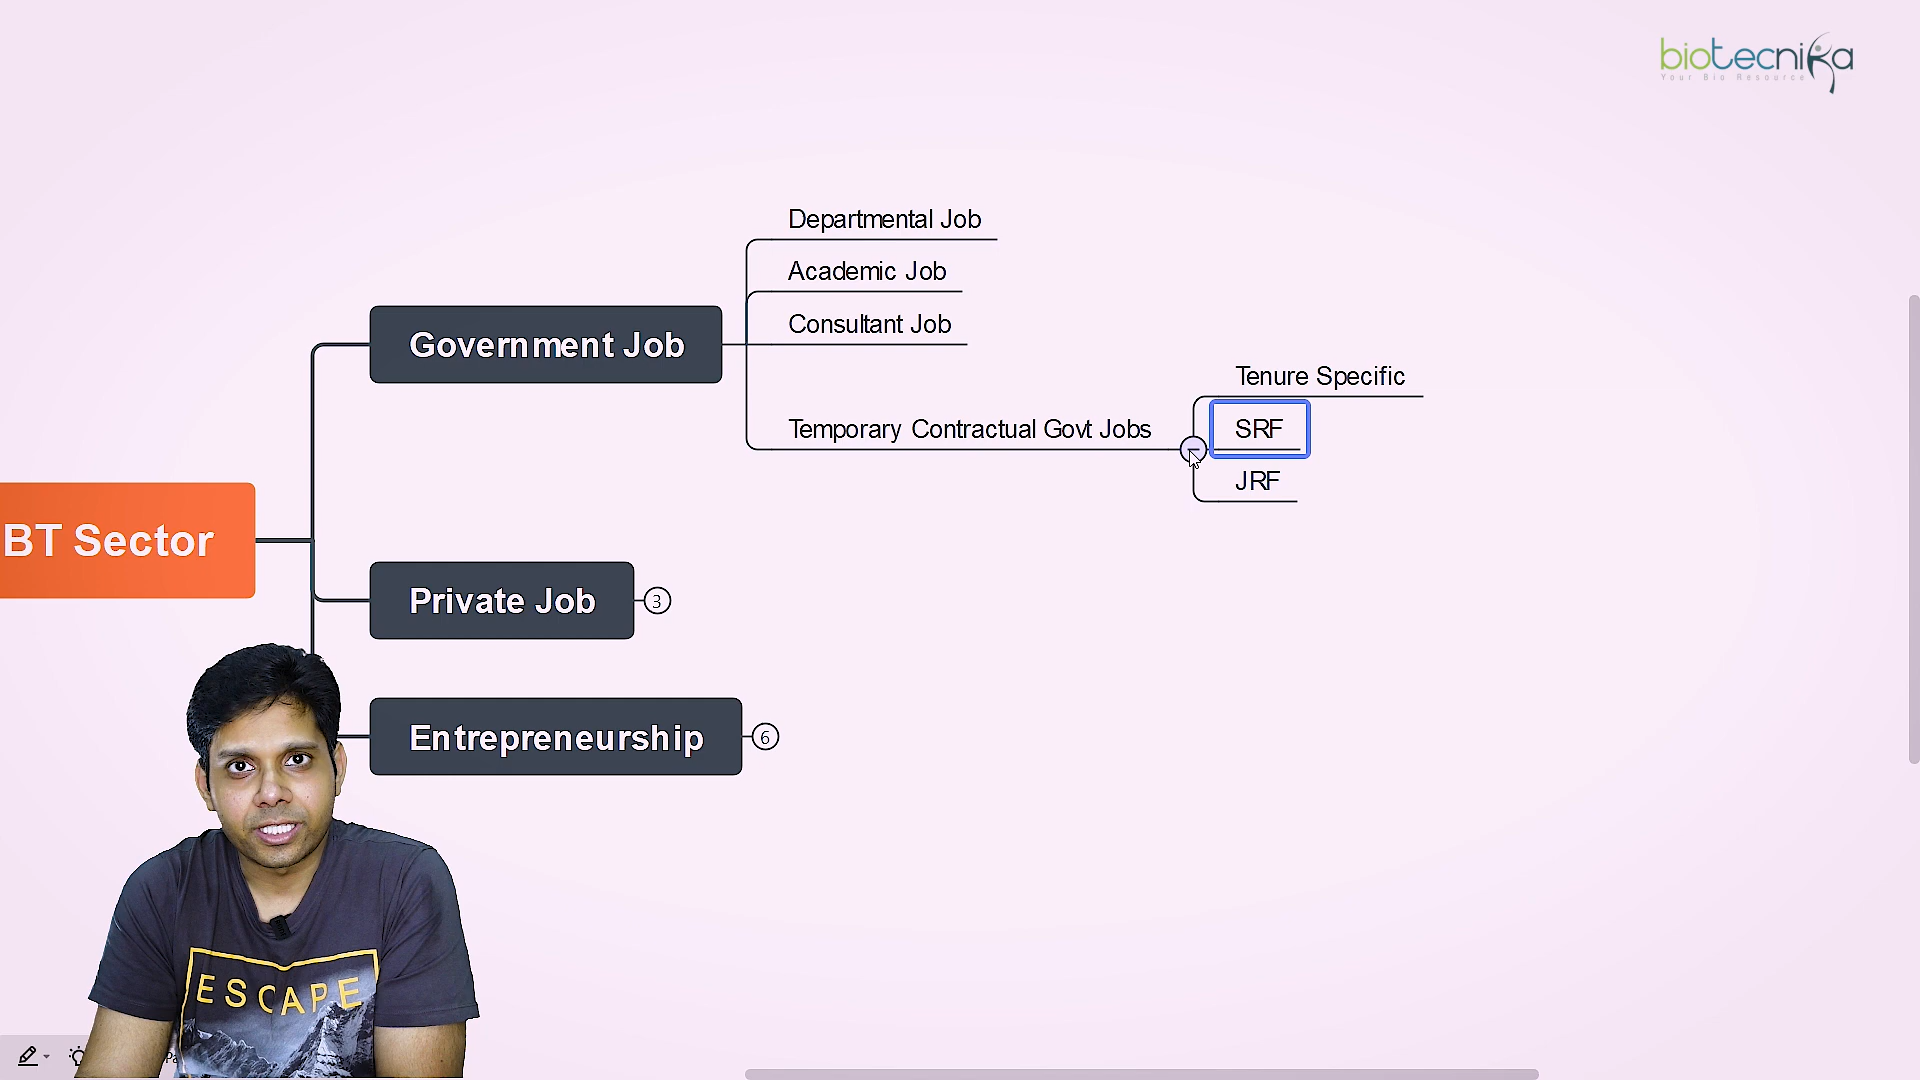 biotecnika
Your Bio Resource
Departmental Job
Academic Job
Government Job
Consultant Job
Tenure Specific
Temporary Contractual Govt Jobs
SRF
JRF
BT Sector
Private Job
3
Entrepreneurship
6
ESCAPE